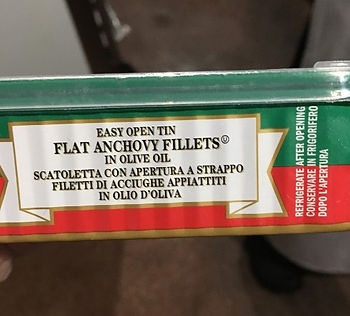 EASY OPEN TIN
FLAT ANCHOVY FILLETSⓊ
IN OLIVE OIL
SCATOLETTA CON APERTURA A STRAPPO
FILETTI DI ACCIUGHE APPIATTITI
IN OLIO D'OLIVA
REFRIGERATE AFTER OPENING
CONSERVARE IN FRIGORIFERO
DOPO L'APERTURA